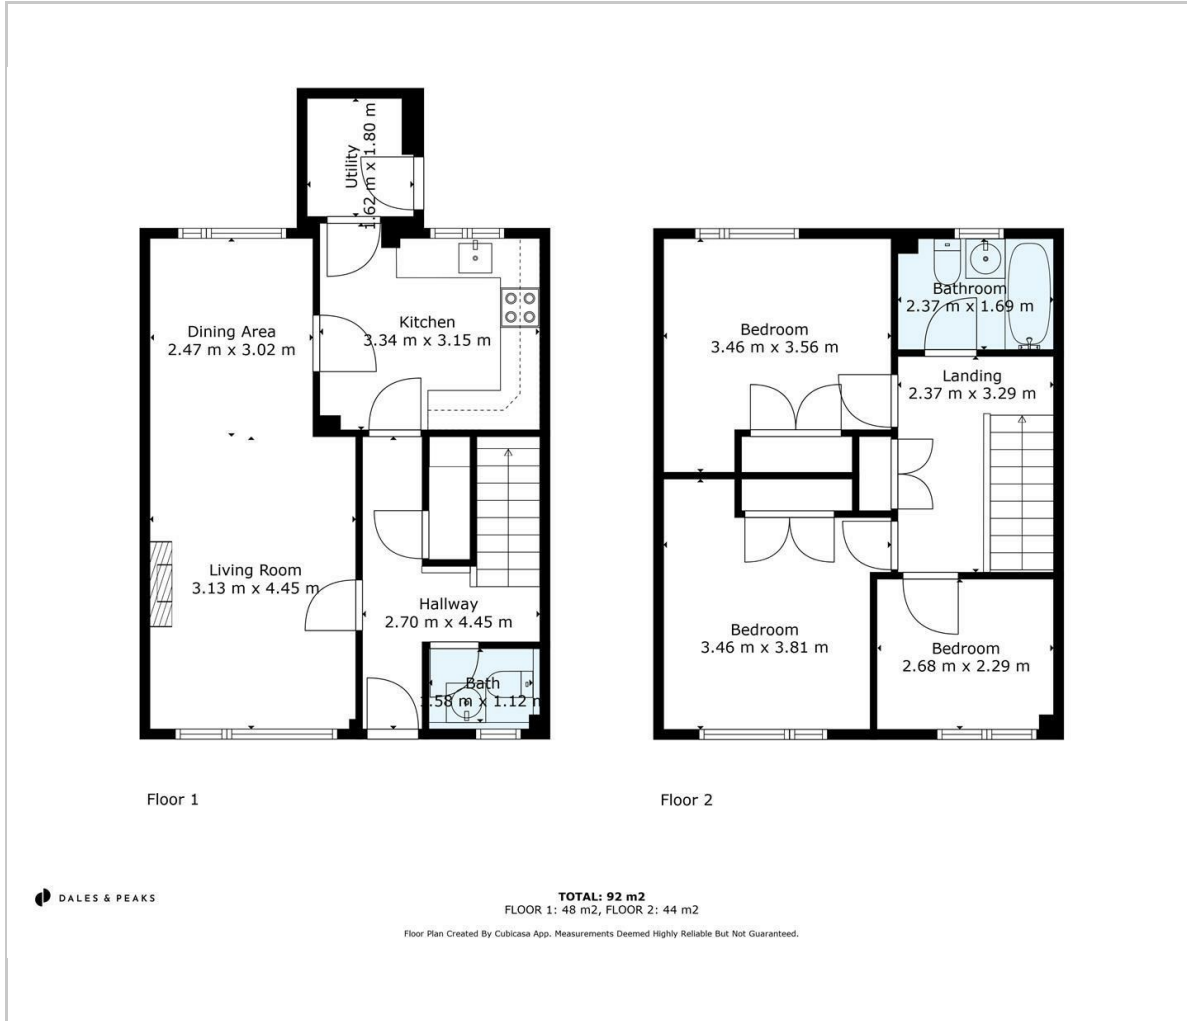 Utility
1.62 m x 1.80 m
Dining Area
2.47 m x 3.02 m
Kitchen
3.34 m x 3.15 m
Living Room
3.13 m x 4.45 m
Hallway
2.70 m x 4.45 m
Bath
1.58 m x 1.12 m
Floor 1
Bedroom
3.46 m x 3.56 m
Bathroom
2.37 m x 1.69 m
Landing
2.37 m x 3.29 m
Bedroom
3.46 m x 3.81 m
Bedroom
2.68 m x 2.29 m
Floor 2
DALES & PEAKS
TOTAL: 92 m2
FLOOR 1: 48 m2, FLOOR 2: 44 m2
Floor Plan Created By Cubicasa App. Measurements Deemed Highly Reliable But Not Guaranteed.